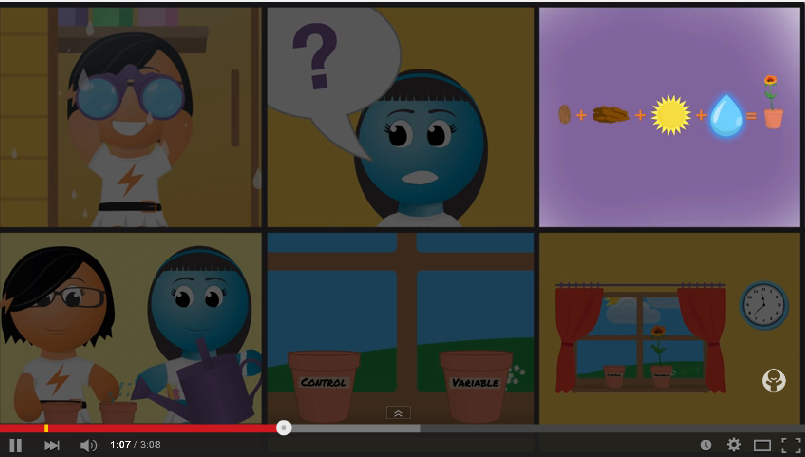 ?
+ + + =
CONTROL
VARIABLE
1:07 / 3:08